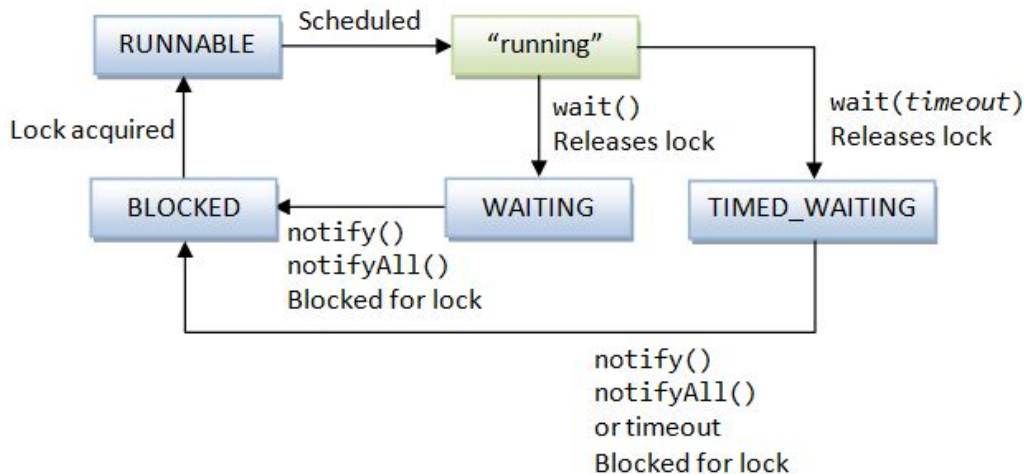 Scheduled
RUNNABLE
“running”
wait()
Releases lock
wait(timeout)
Releases lock
Lock acquired
BLOCKED
WAITING
TIMED_WAITING
notify()
notifyAll()
Blocked for lock
notify()
notifyAll()
or timeout
Blocked for lock